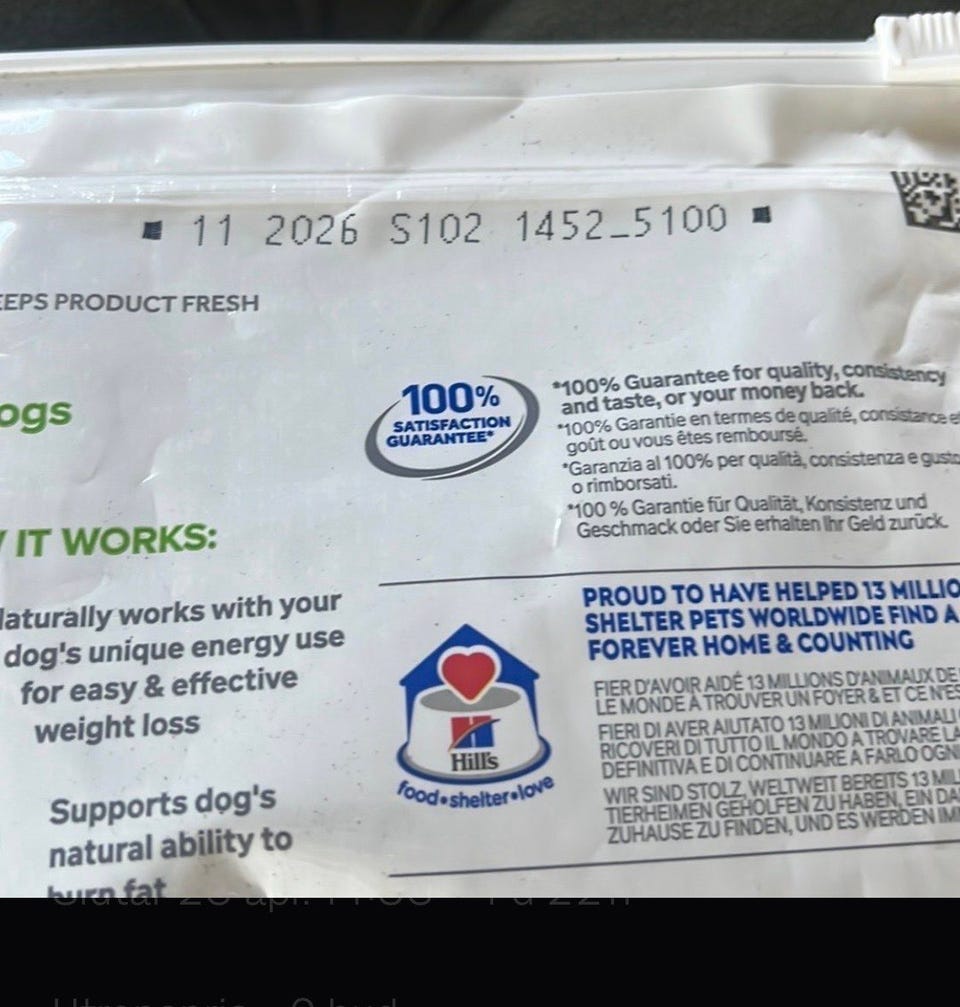 11 2026 S102 1452_5100
EEPS PRODUCT FRESH
ogs
100%
SATISFACTION
GUARANTEE*
*100% Guarantee for quality, consistency
and taste, or your money back.
*100% Garantie en termes de qualité, consistance et
goût ou vous êtes remboursé.
*Garanzia al 100% per qualità, consistenza e gusto
o rimborsati.
*100 % Garantie für Qualität, Konsistenz und
Geschmack oder Sie erhalten Ihr Geld zurück.
IT WORKS:
Naturally works with your
dog's unique energy use
for easy & effective
weight loss
Supports dog's
natural ability to
burn fat
Hill's
food•shelter•love
PROUD TO HAVE HELPED 13 MILLIO
SHELTER PETS WORLDWIDE FIND A
FOREVER HOME & COUNTING
FIER D'AVOIR AIDÉ 13 MILLIONS D'ANIMAUX DE
LE MONDE À TROUVER UN FOYER & ET CE N'ES
FIERI DI AVER AIUTATO 13 MILIONI DI ANIMALI
RICOVERI DI TUTTO IL MONDO A TROVARE LA
DEFINITIVA E DI CONTINUARE A FARLO OGNI
WIR SIND STOLZ, WELTWEIT BEREITS 13 MIL
TIERHEIMEN GEHOLFEN ZU HABEN, EIN DA
ZUHAUSE ZU FINDEN, UND ES WERDEN IM